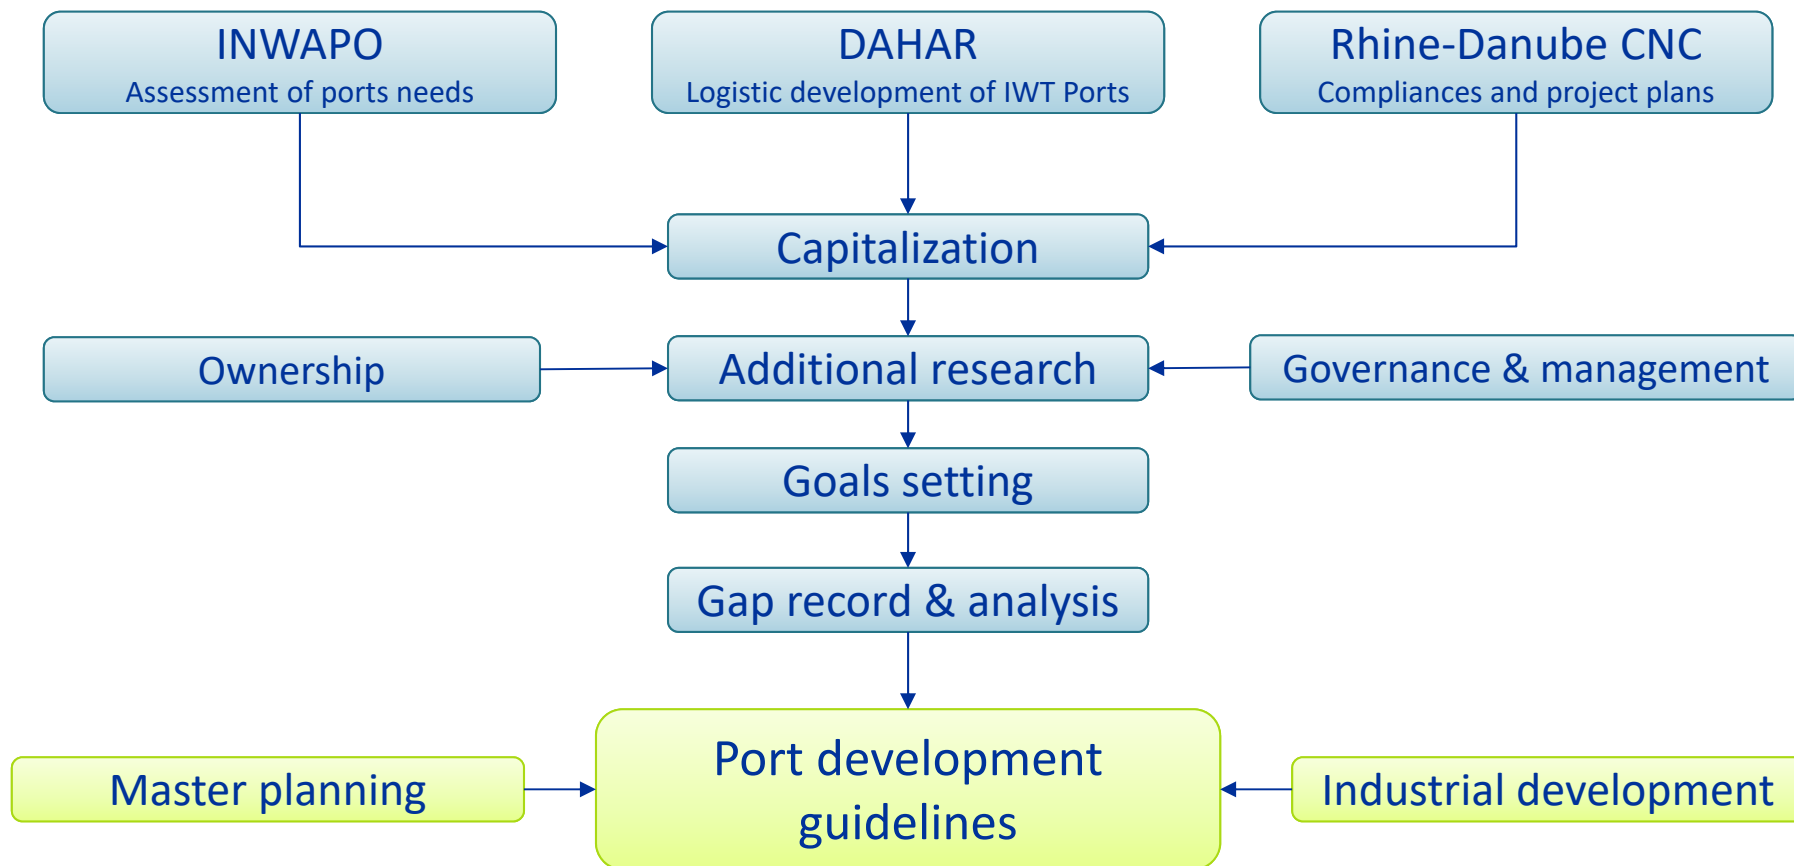 INWAPO
Assessment of ports needs
DAHAR
Logistic development of IWT Ports
Rhine-Danube CNC
Compliances and project plans
Capitalization
Ownership
Additional research
Governance & management
Goals setting
Gap record & analysis
Master planning
Port development
guidelines
Industrial development